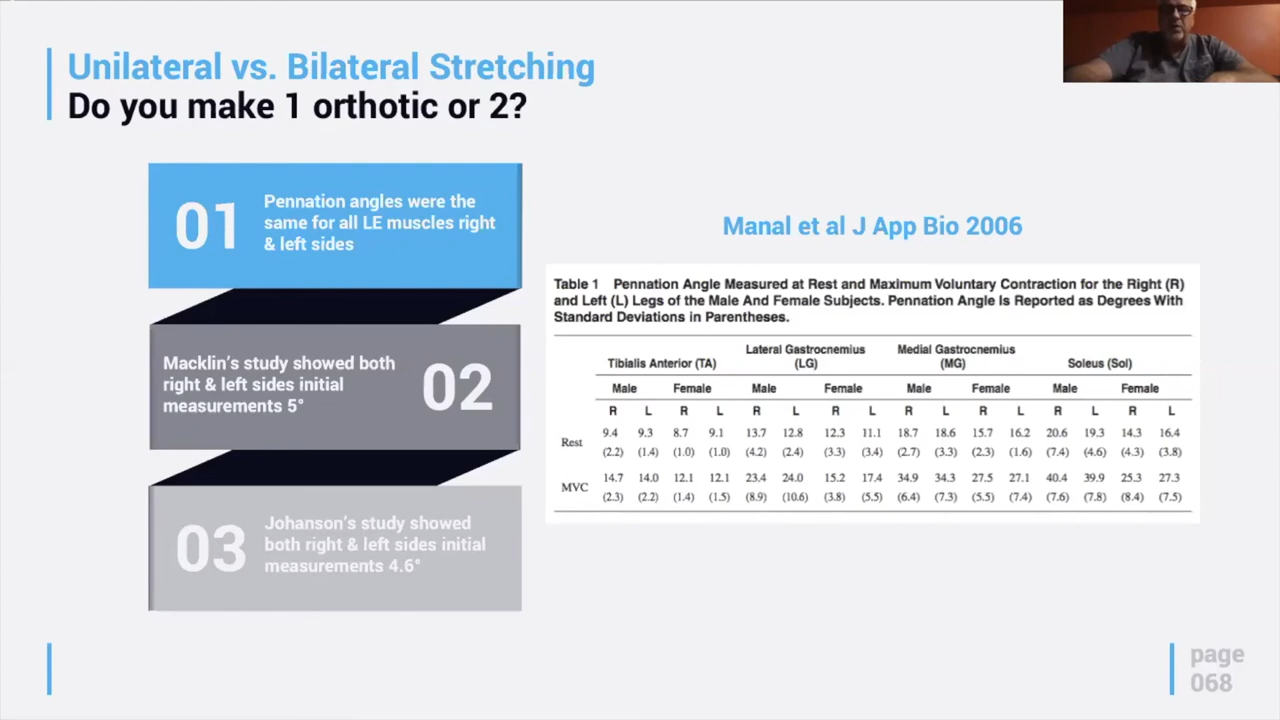 Unilateral vs. Bilateral Stretching
Do you make 1 orthotic or 2?
01
Pennation angles were the
same for all LE muscles right
& left sides
Macklin's study showed both
right & left sides initial
measurements 5°
02
03
Johanson's study showed
both right & left sides initial
measurements 4.6°
Manal et al J App Bio 2006
Table 1 Pennation Angle Measured at Rest and Maximum Voluntary Contraction for the Right (R)
and Left (L) Legs of the Male And Female Subjects. Pennation Angle Is Reported as Degrees With
Standard Deviations in Parentheses.
Tibialis Anterior (TA) Lateral Gastrocnemius (LG) Medial Gastrocnemius (MG) Soleus (Sol)
Male Female Male Female Male Female Male Female
R L R L R L R L R L R L R L R L
Rest 9.4 9.3 8.7 9.1 13.7 12.8 12.3 11.1 18.7 18.6 15.7 16.2 20.6 19.3 14.3 16.4
(2.2) (1.4) (1.0) (1.0) (4.2) (2.4) (3.3) (3.4) (2.7) (3.3) (2.3) (1.6) (7.4) (4.6) (4.3) (3.8)
MVC 14.7 14.0 12.1 12.1 23.4 24.0 15.2 17.4 34.9 34.3 27.5 27.1 40.4 39.9 25.3 27.3
(2.3) (2.2) (1.4) (1.5) (8.9) (10.6) (3.8) (5.5) (6.4) (7.3) (5.5) (7.4) (7.6) (7.8) (8.4) (7.5)
page
068